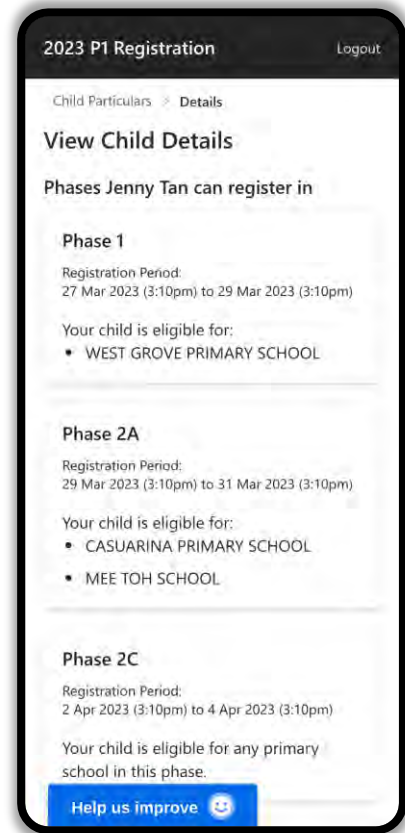 2023 P1 Registration Logout
Child Particulars > Details
View Child Details
Phases Jenny Tan can register in
Phase 1
Registration Period:
27 Mar 2023 (3:10pm) to 29 Mar 2023 (3:10pm)
Your child is eligible for:
• WEST GROVE PRIMARY SCHOOL
Phase 2A
Registration Period:
29 Mar 2023 (3:10pm) to 31 Mar 2023 (3:10pm)
Your child is eligible for:
• CASUARINA PRIMARY SCHOOL
• MEE TOH SCHOOL
Phase 2C
Registration Period:
2 Apr 2023 (3:10pm) to 4 Apr 2023 (3:10pm)
Your child is eligible for any primary
school in this phase.
Help us improve